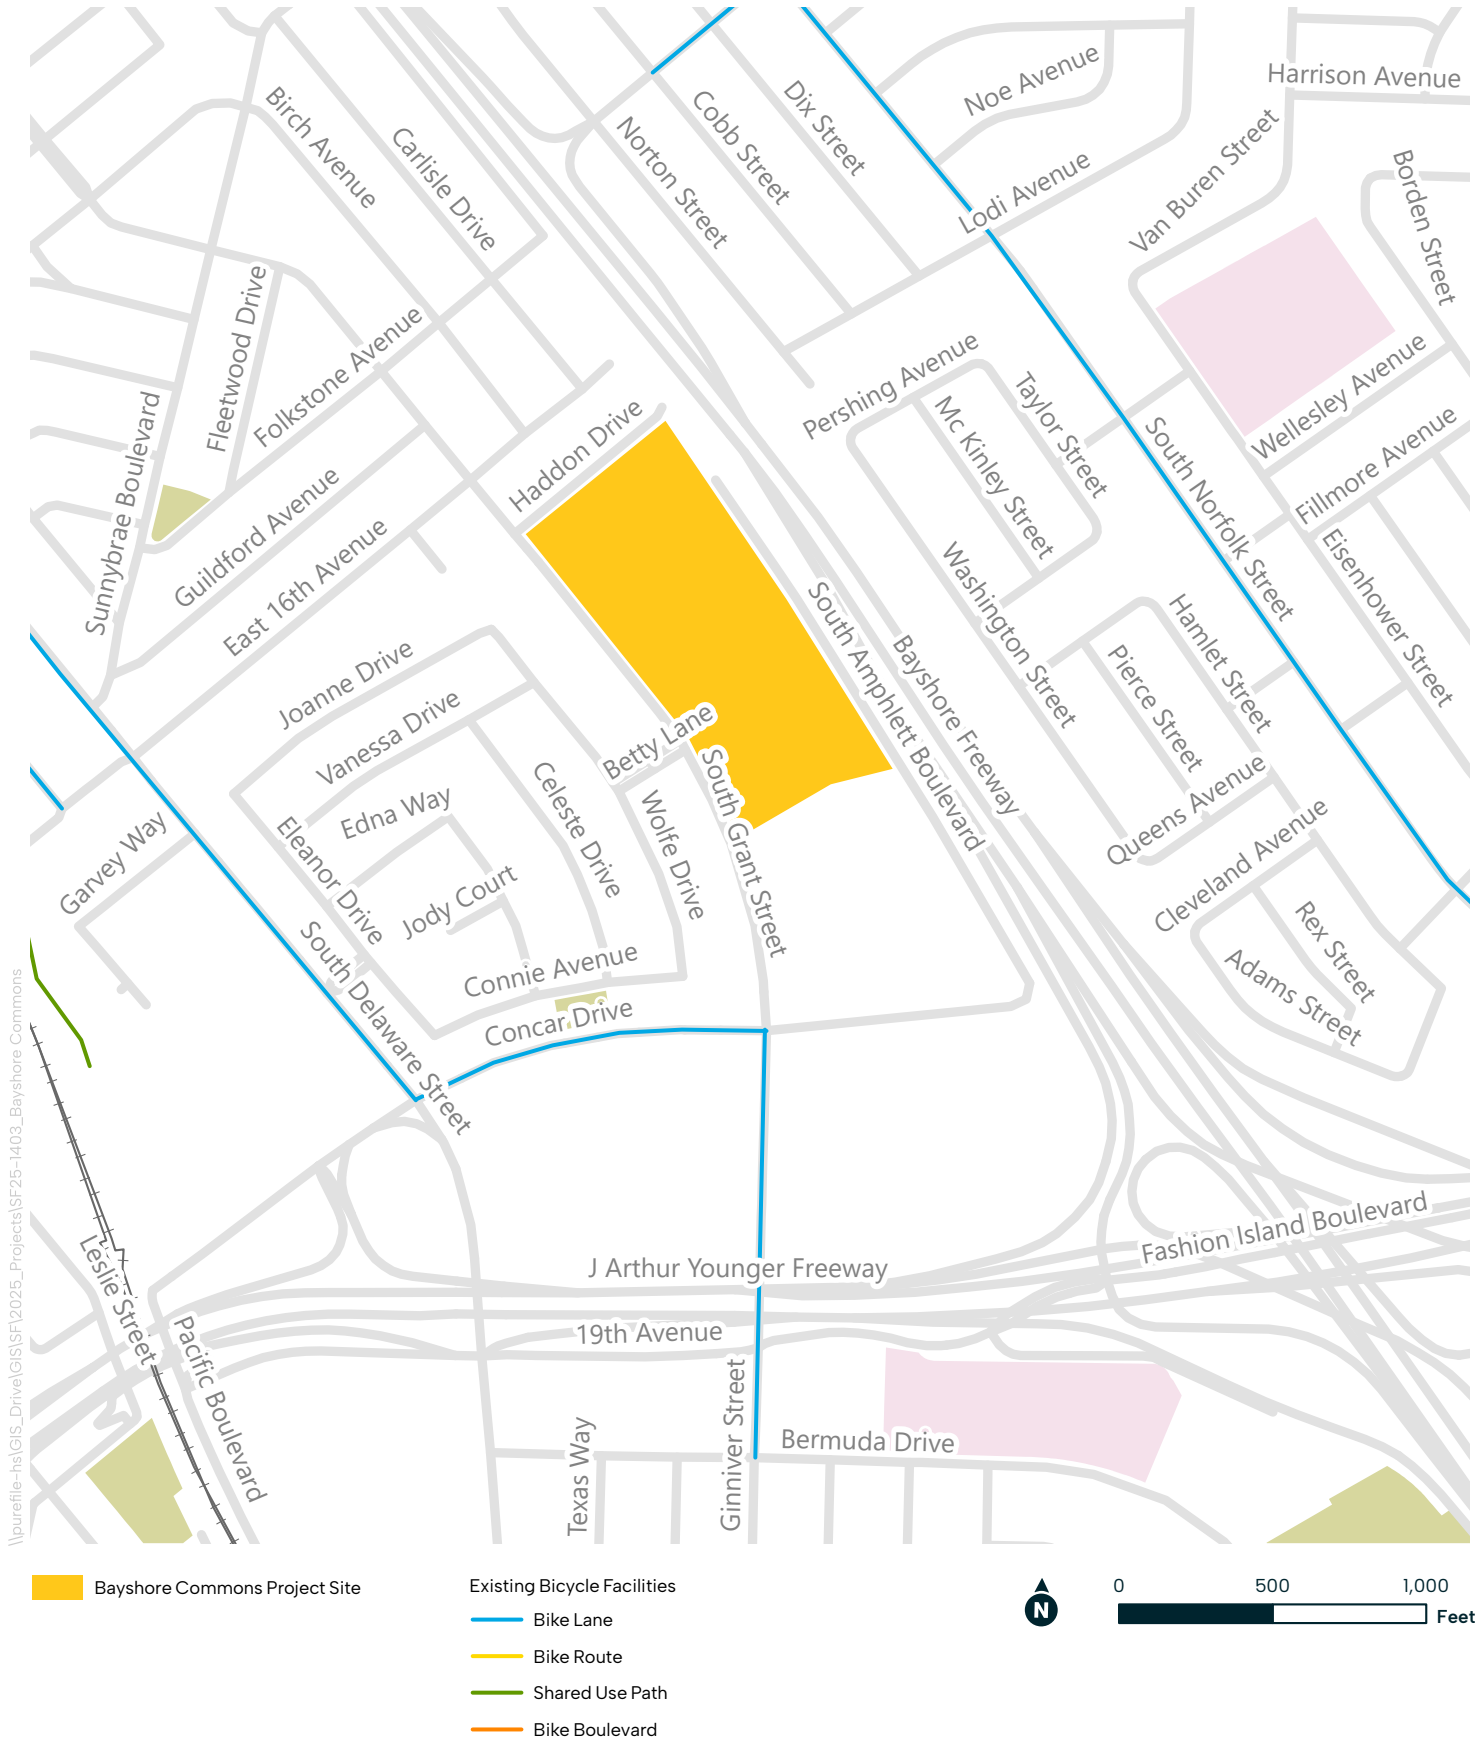 Noe Avenue
Harrison Avenue
Birch Avenue
Carlisle Drive
Norton Street
Cobb Street
Dix Street
Lodi Avenue
Van Buren Street
Borden Street
Fleetwood Drive
Folkstone Avenue
Pershing Avenue
Taylor Street
Mc Kinley Street
Wellesley Avenue
Fillmore Avenue
South Norfolk Street
Haddon Drive
Sunnybrae Boulevard
Guildford Avenue
East 16th Avenue
Washington Street
Eisenhower Street
South Amphlett Boulevard
Bayshore Freeway
Hamlet Street
Pierce Street
Joanne Drive
Vanessa Drive
Betty Lane
South Grant Street
Queens Avenue
Edna Way
Celeste Drive
Wolfe Drive
Garvey Way
Eleanor Drive
Jody Court
Cleveland Avenue
Rex Street
Adams Street
South Delaware Street
Connie Avenue
Concar Drive
\\purefile-hs\GIS_Drive\GIS\SF\2025_Projects\SF25-1403_Bayshore Commons
Fashion Island Boulevard
J Arthur Younger Freeway
Leslie Street
Pacific Boulevard
19th Avenue
Ginniver Street
Texas Way
Bermuda Drive
Bayshore Commons Project Site
Existing Bicycle Facilities
Bike Lane
Bike Route
Shared Use Path
Bike Boulevard
N
0 500 1,000
Feet